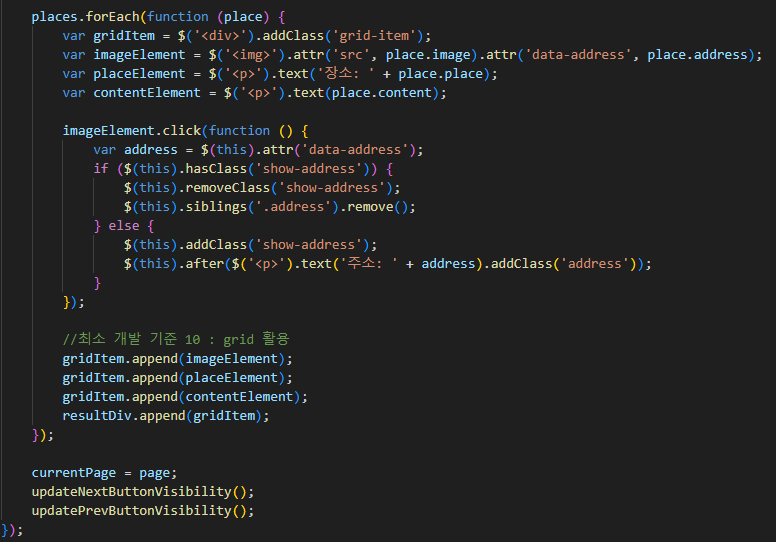 places.forEach(function (place) {
    var gridItem = $('<div>').addClass('grid-item');
    var imageElement = $('<img>').attr('src', place.image).attr('data-address', place.address);
    var placeElement = $('<p>').text('장소: ' + place.place);
    var contentElement = $('<p>').text(place.content);

    imageElement.click(function () {
        var address = $(this).attr('data-address');
        if ($(this).hasClass('show-address')) {
            $(this).removeClass('show-address');
            $(this).siblings('.address').remove();
        } else {
            $(this).addClass('show-address');
            $(this).after($('<p>').text('주소: ' + address).addClass('address'));
        }
    });

    //최소 개발 기준 10 : grid 활용
    gridItem.append(imageElement);
    gridItem.append(placeElement);
    gridItem.append(contentElement);
    resultDiv.append(gridItem);
});

currentPage = page;
updateNextButtonVisibility();
updatePrevButtonVisibility();
});